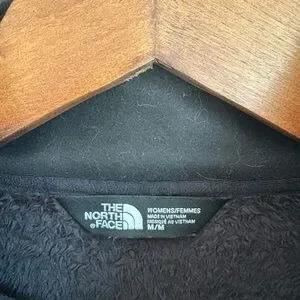 THE
NORTH
FACE
WOMENS/FEMMES
MADE IN VIETNAM
FABRIQUÉ AU VIETNAM
M/M